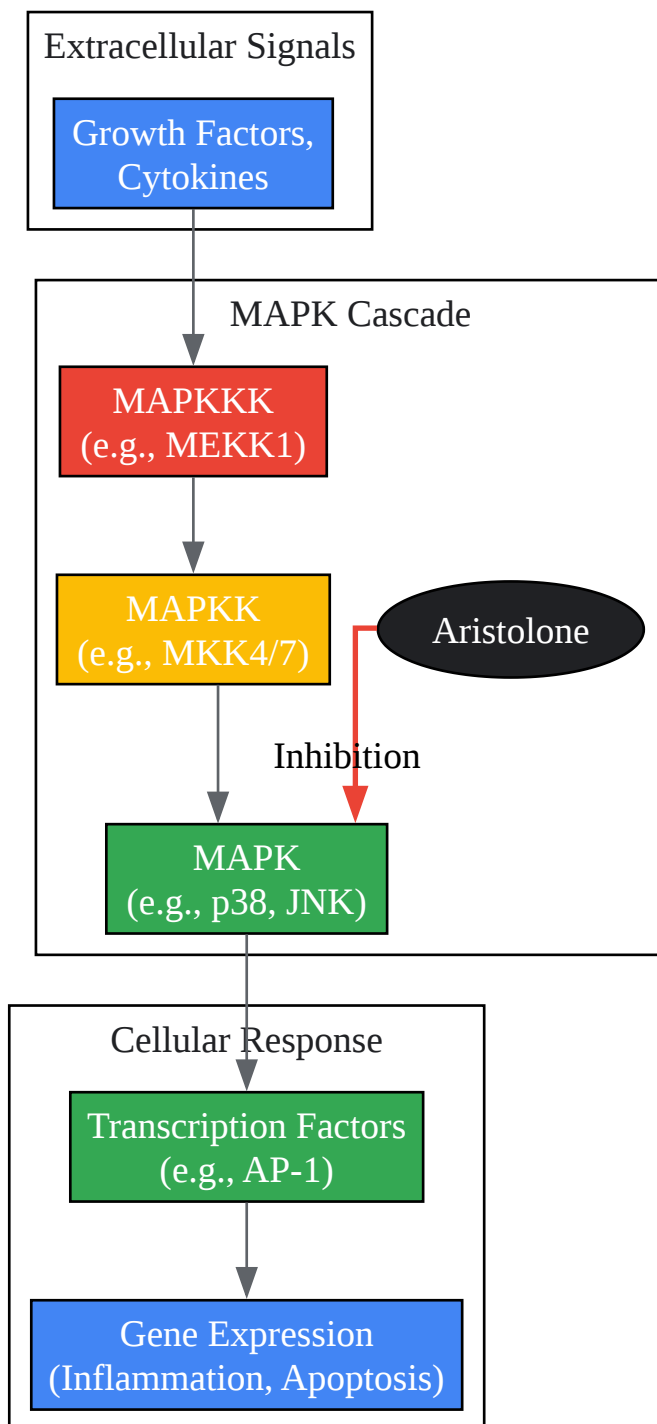 Extracellular Signals
Growth Factors,
Cytokines
MAPK Cascade
MAPKKK
(e.g., MEKK1)
MAPKK
(e.g., MKK4/7)
Aristolone
Inhibition
MAPK
(e.g., p38, JNK)
Cellular Response
Transcription Factors
(e.g., AP-1)
Gene Expression
(Inflammation, Apoptosis)